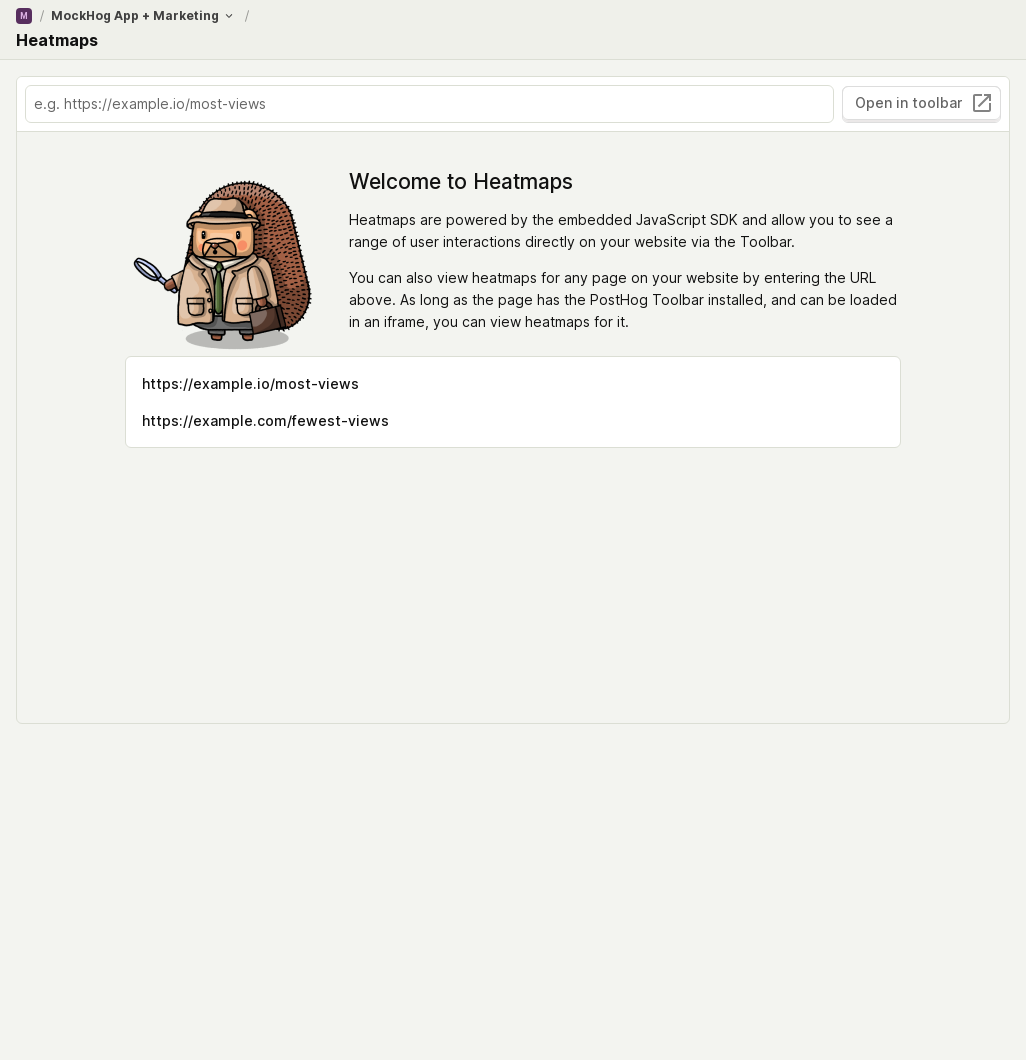 M / MockHog App + Marketing /
Heatmaps
e.g. https://example.io/most-views
Open in toolbar
Welcome to Heatmaps
Heatmaps are powered by the embedded JavaScript SDK and allow you to see a
range of user interactions directly on your website via the Toolbar.
You can also view heatmaps for any page on your website by entering the URL
above. As long as the page has the PostHog Toolbar installed, and can be loaded
in an iframe, you can view heatmaps for it.
https://example.io/most-views
https://example.com/fewest-views